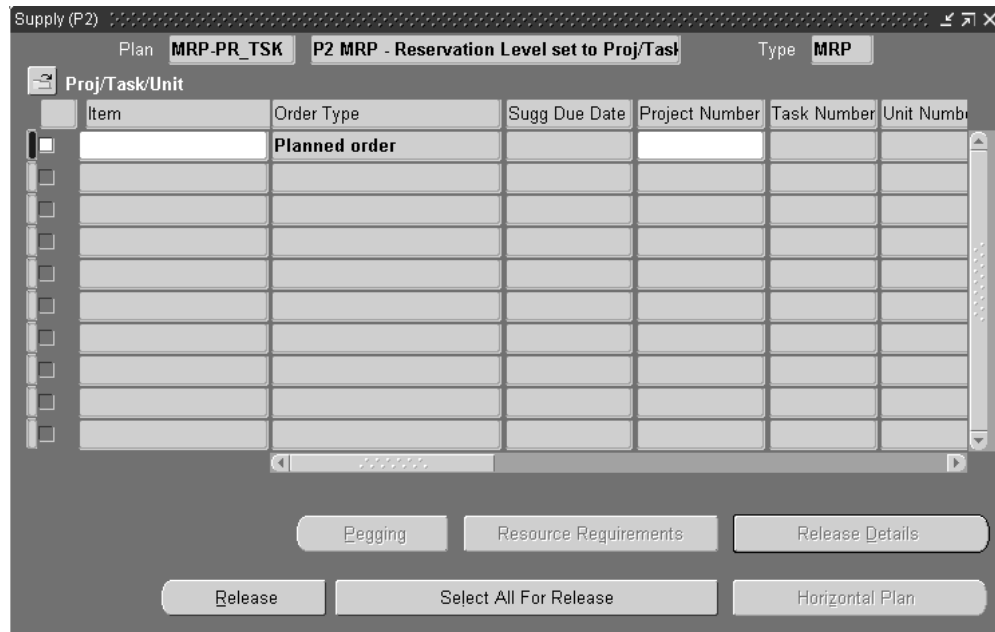 Supply (P2)
Plan MRP-PR_TSK P2 MRP - Reservation Level set to Proj/Task Type MRP
Proj/Task/Unit
Item Order Type Sugg Due Date Project Number Task Number Unit Numbe
Planned order
Pegging Resource Requirements Release Details
Release Select All For Release Horizontal Plan